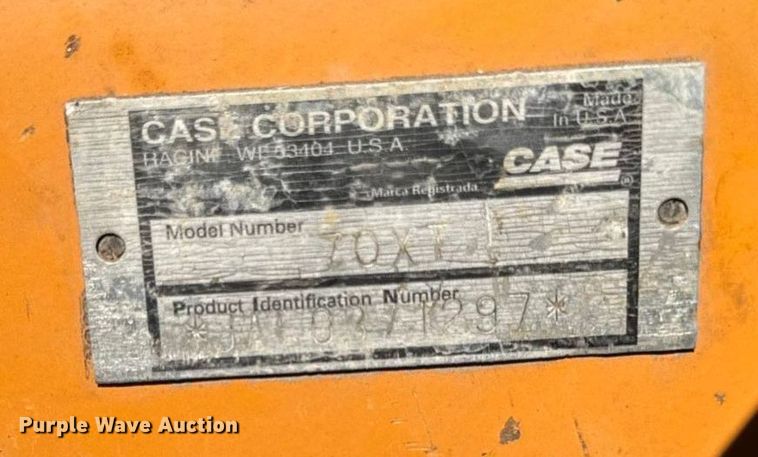 CASE CORPORATION
Made
In U.S.A.
RACINE WI 53404 U.S.A.
CASE
®
Marca Registrada
Model Number
70XT
Product Identification Number
Purple Wave Auction